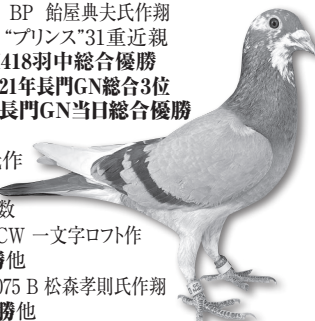 BP 飴屋典夫氏作翔
“プリンス”31重近親
418羽中総合優勝
21年長門GN総合3位
長門GN当日総合優勝
作
数
CW 一文字ロフト作
勝他
075 B 松森孝則氏作翔
勝他